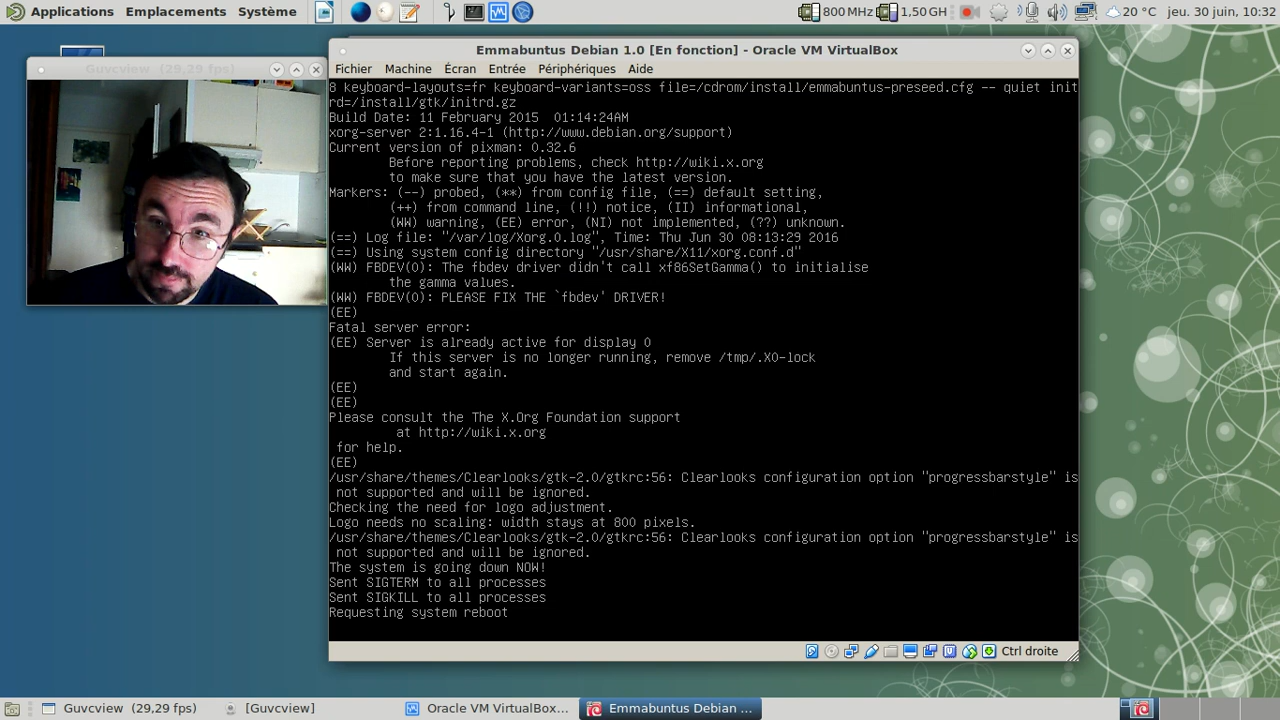 Applications Emplacements Système 800 MHz 1,50 GH 20 °C jeu. 30 juin, 10:32
Guvcview (29,29 fps)
Emmabuntus Debian 1.0 [En fonction] - Oracle VM VirtualBox
Fichier Machine Écran Entrée Périphériques Aide
8 keyboard-layouts=fr keyboard-variants=oss file=/cdrom/install/emmabuntus-preseed.cfg -- quiet init
rd=/install/gtk/initrd.gz
Build Date: 11 February 2015  01:14:24AM
xorg-server 2:1.16.4-1 (http://www.debian.org/support)
Current version of pixman: 0.32.6
        Before reporting problems, check http://wiki.x.org
        to make sure that you have the latest version.
Markers: (--) probed, (**) from config file, (==) default setting,
        (++) from command line, (!!) notice, (II) informational,
        (WW) warning, (EE) error, (NI) not implemented, (??) unknown.
(==) Log file: "/var/log/Xorg.0.log", Time: Thu Jun 30 08:13:29 2016
(==) Using system config directory "/usr/share/X11/xorg.conf.d"
(WW) FBDEV(0): The fbdev driver didn't call xf86SetGamma() to initialise
        the gamma values.
(WW) FBDEV(0): PLEASE FIX THE `fbdev' DRIVER!
(EE)
Fatal server error:
(EE) Server is already active for display 0
        If this server is no longer running, remove /tmp/.X0-lock
        and start again.
(EE)
(EE)
Please consult the The X.Org Foundation support
         at http://wiki.x.org
 for help.
(EE)
/usr/share/themes/Clearlooks/gtk-2.0/gtkrc:56: Clearlooks configuration option "progressbarstyle" is
 not supported and will be ignored.
Checking the need for logo adjustment.
Logo needs no scaling: width stays at 800 pixels.
/usr/share/themes/Clearlooks/gtk-2.0/gtkrc:56: Clearlooks configuration option "progressbarstyle" is
 not supported and will be ignored.
The system is going down NOW!
Sent SIGTERM to all processes
Sent SIGKILL to all processes
Requesting system reboot
Ctrl droite
Guvcview (29,29 fps) [Guvcview] Oracle VM VirtualBox... Emmabuntus Debian ...